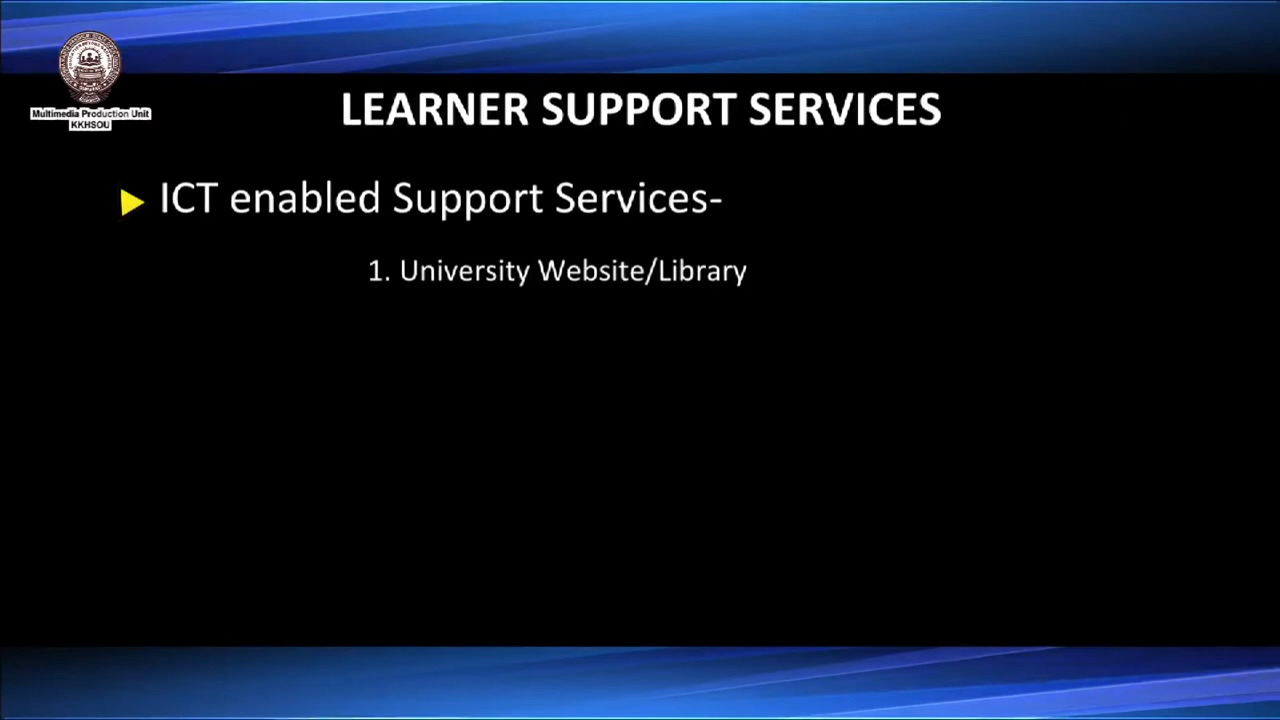 Multimedia Production Unit
KKHSOU
LEARNER SUPPORT SERVICES
ICT enabled Support Services-
1. University Website/Library